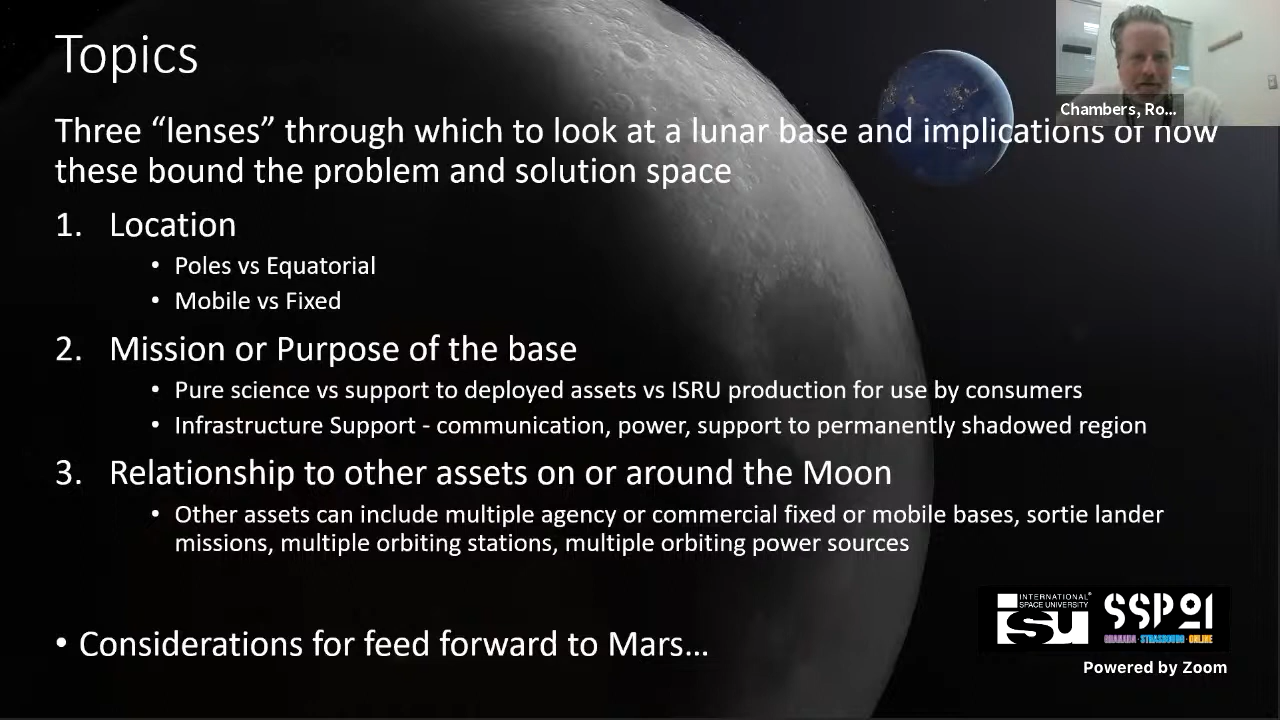 Topics
Chambers, Ro...
Three “lenses” through which to look at a lunar base and implications of how
these bound the problem and solution space
1. Location
• Poles vs Equatorial
• Mobile vs Fixed
2. Mission or Purpose of the base
• Pure science vs support to deployed assets vs ISRU production for use by consumers
• Infrastructure Support - communication, power, support to permanently shadowed region
3. Relationship to other assets on or around the Moon
• Other assets can include multiple agency or commercial fixed or mobile bases, sortie lander
missions, multiple orbiting stations, multiple orbiting power sources
• Considerations for feed forward to Mars...
INTERNATIONAL
SPACE UNIVERSITY
isu
SSP21
GRANADA · STRASBOURG · ONLINE
Powered by Zoom